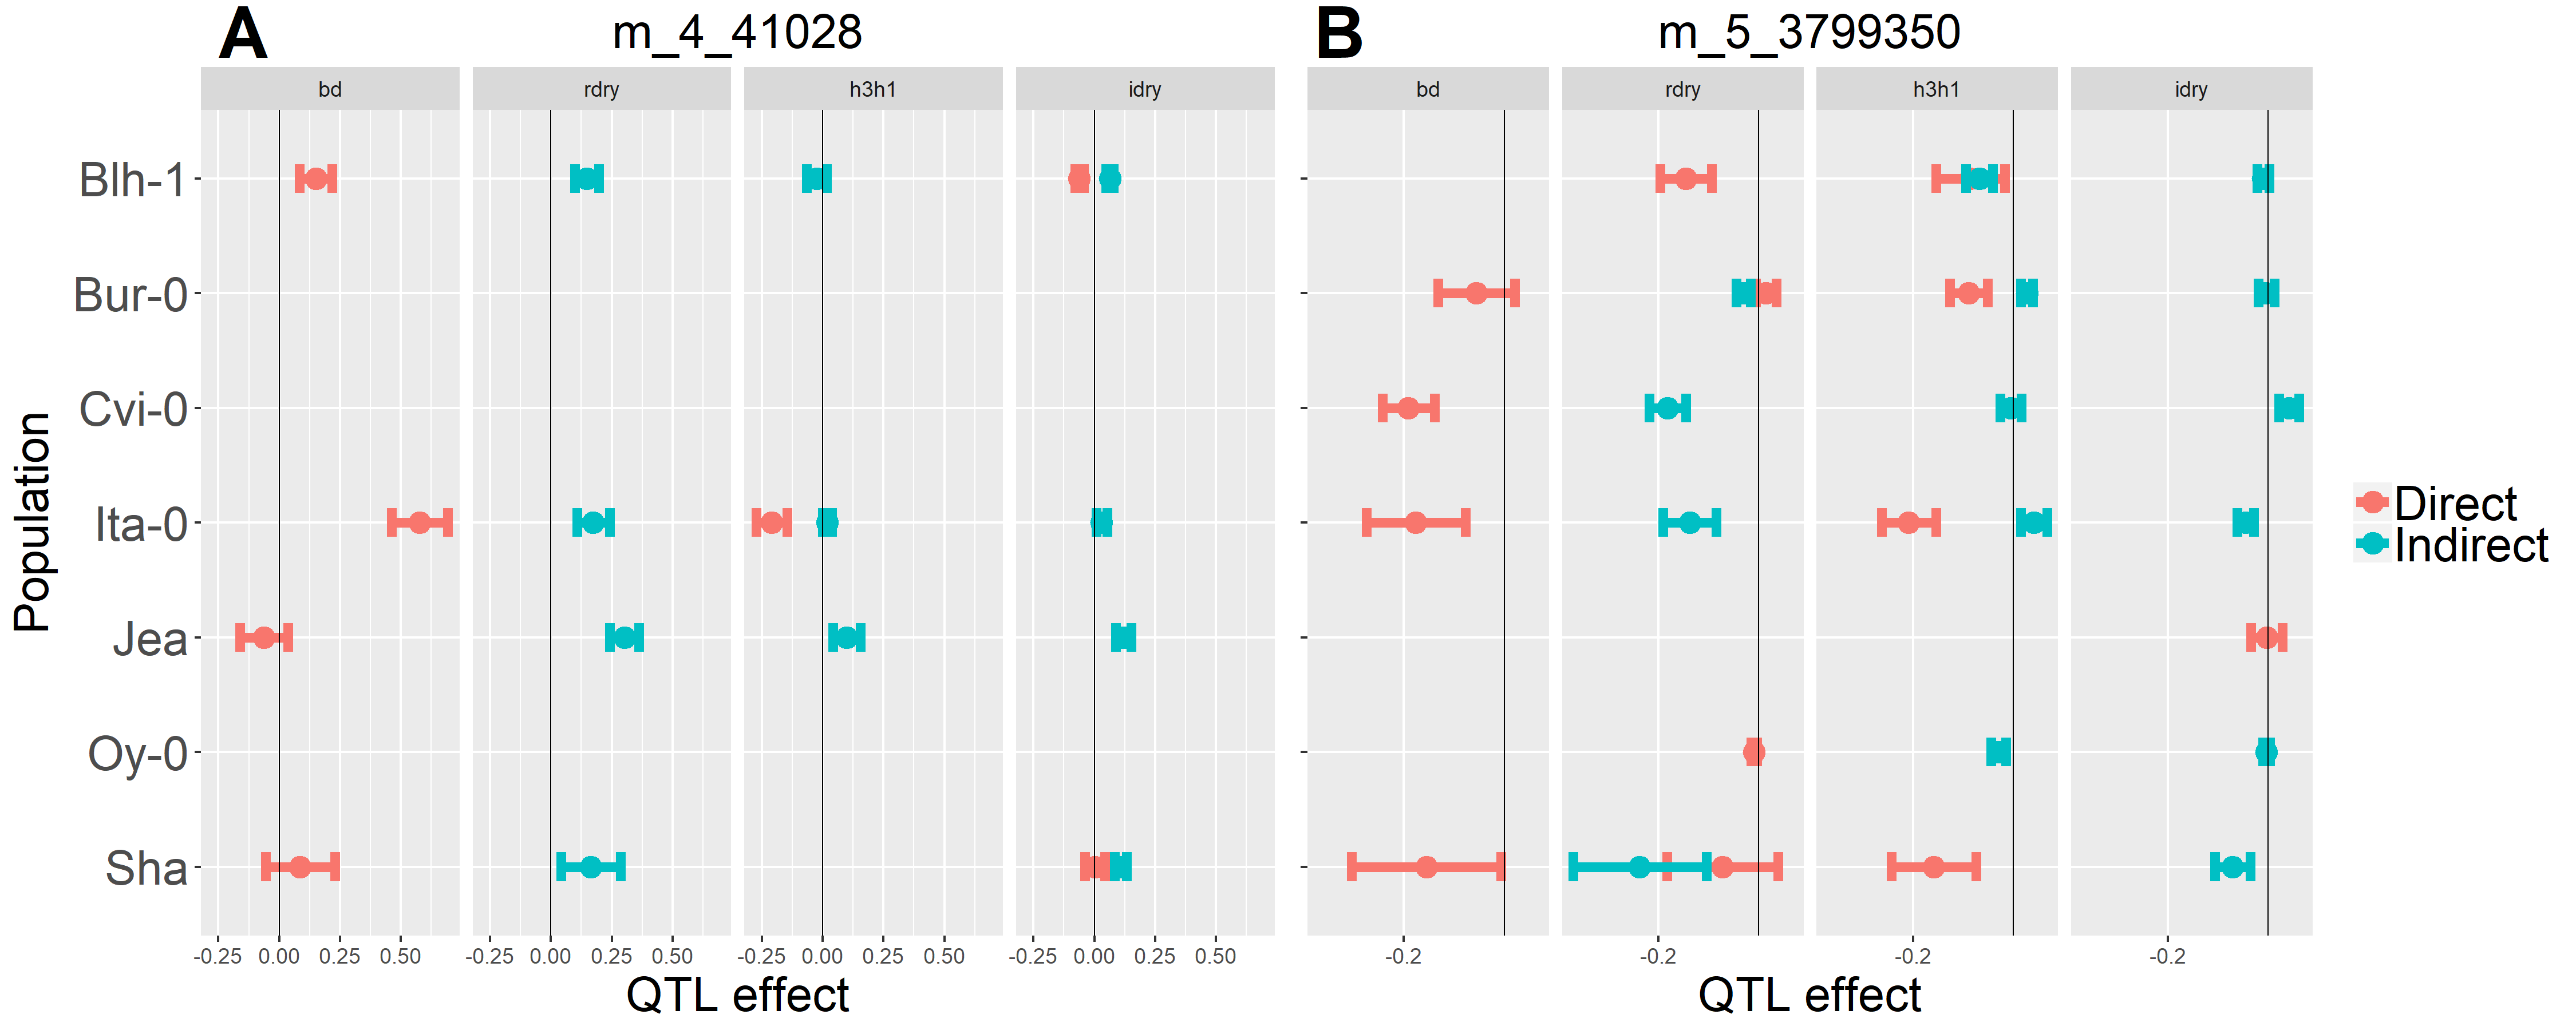 A m_4_41028 B m_5_3799350
bd rdry h3h1 idry bd rdry h3h1 idry
Population
Blh-1
Bur-0
Cvi-0
Ita-0
Jea
Oy-0
Sha
Direct
Indirect
-0.25 0.00 0.25 0.50 -0.25 0.00 0.25 0.50 -0.25 0.00 0.25 0.50 -0.25 0.00 0.25 0.50 -0.2 -0.2 -0.2 -0.2
QTL effect QTL effect